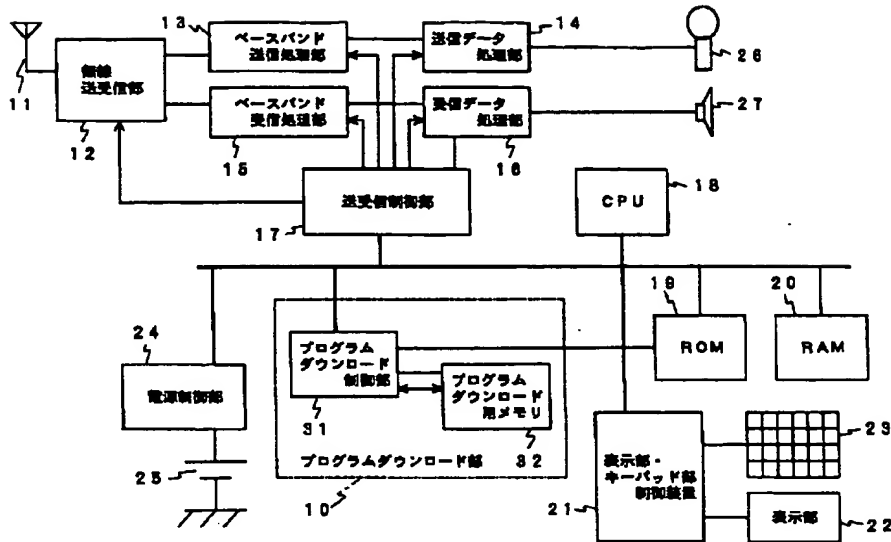 13
ベースバンド
送信処理部
14
送信データ
処理部
26
11
無線
送受信部
12
ベースバンド
受信処理部
15
受信データ
処理部
16
27
送受信制御部
17
CPU
18
19
ROM
20
RAM
24
電源制御部
25
プログラム
ダウンロード
制御部
31
プログラム
ダウンロード
用メモリ
32
プログラムダウンロード部
10
表示部・
キーパッド部
制御装置
21
23
表示部
22